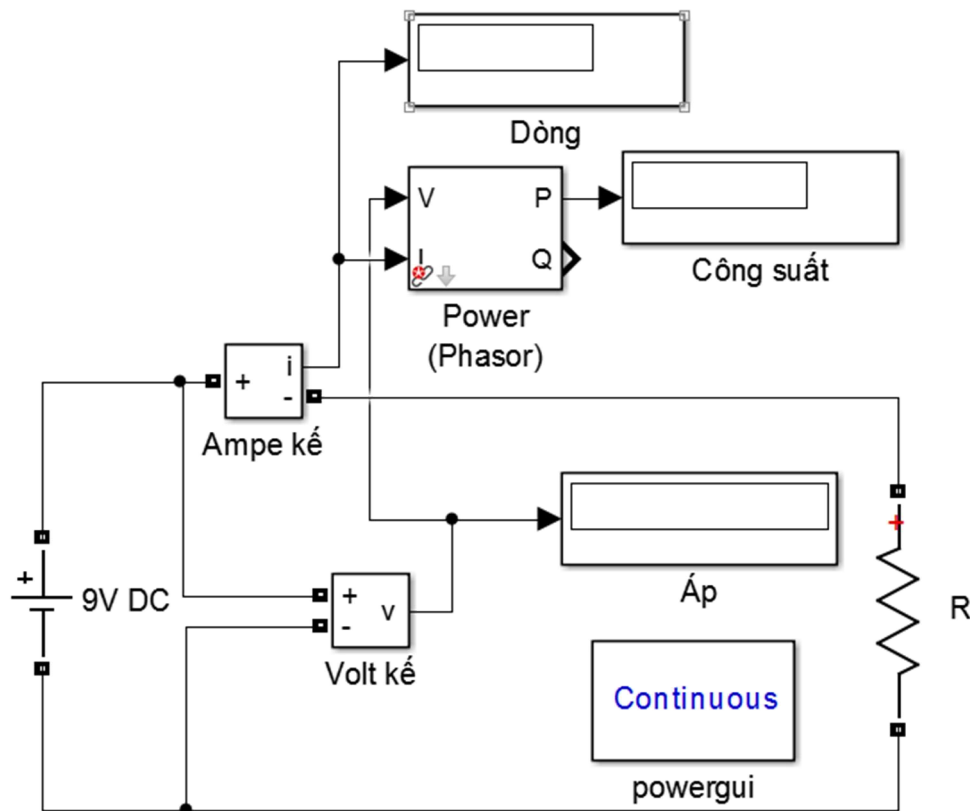 Dòng
V
P
I
Q
Công suất
Power
(Phasor)
+
i
-
Ampe kế
+
9V DC
+
v
-
Volt kế
Áp
+
R
Continuous
powergui